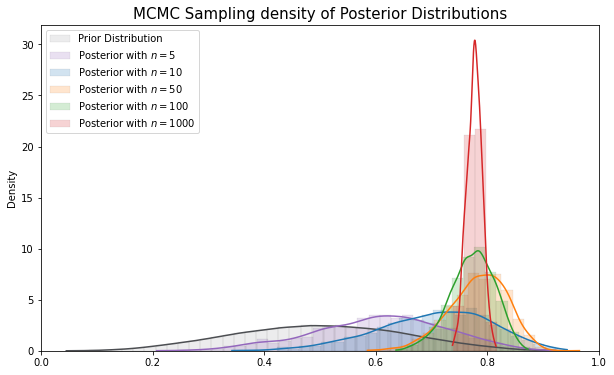 MCMC Sampling density of Posterior Distributions
Prior Distribution
Posterior with n = 5
Posterior with n = 10
Posterior with n = 50
Posterior with n = 100
Posterior with n = 1000
Density
30
25
20
15
10
5
0
0.0 0.2 0.4 0.6 0.8 1.0